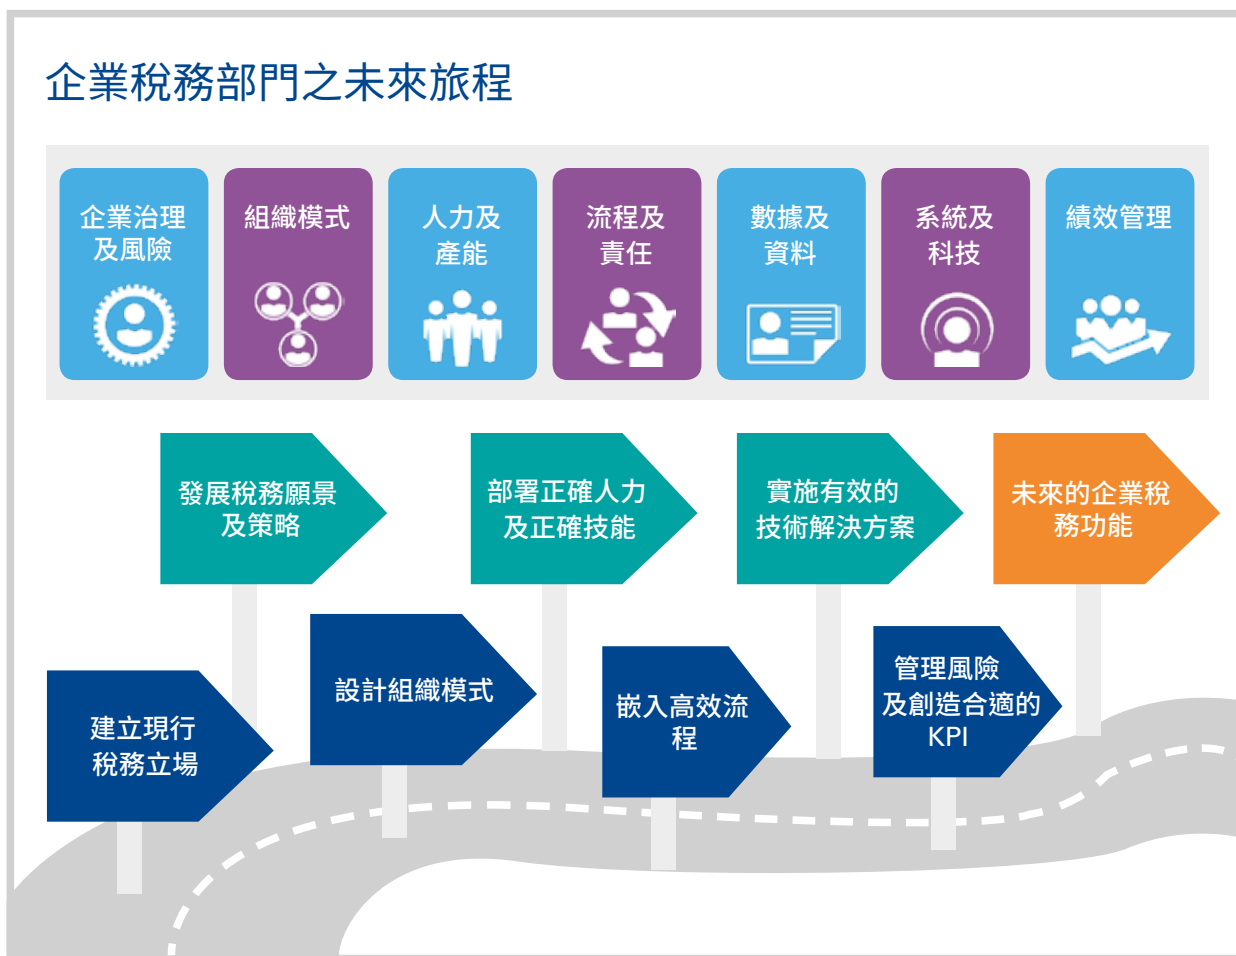 企業稅務部門之未來旅程
企業治理
及風險
組織模式
人力及
產能
流程及
責任
數據及
資料
系統及
科技
績效管理
發展稅務願景
及策略
部署正確人力
及正確技能
實施有效的
技術解決方案
未來的企業稅
務功能
建立現行
稅務立場
設計組織模式
嵌入高效流
程
管理風險
及創造合適的
KPI